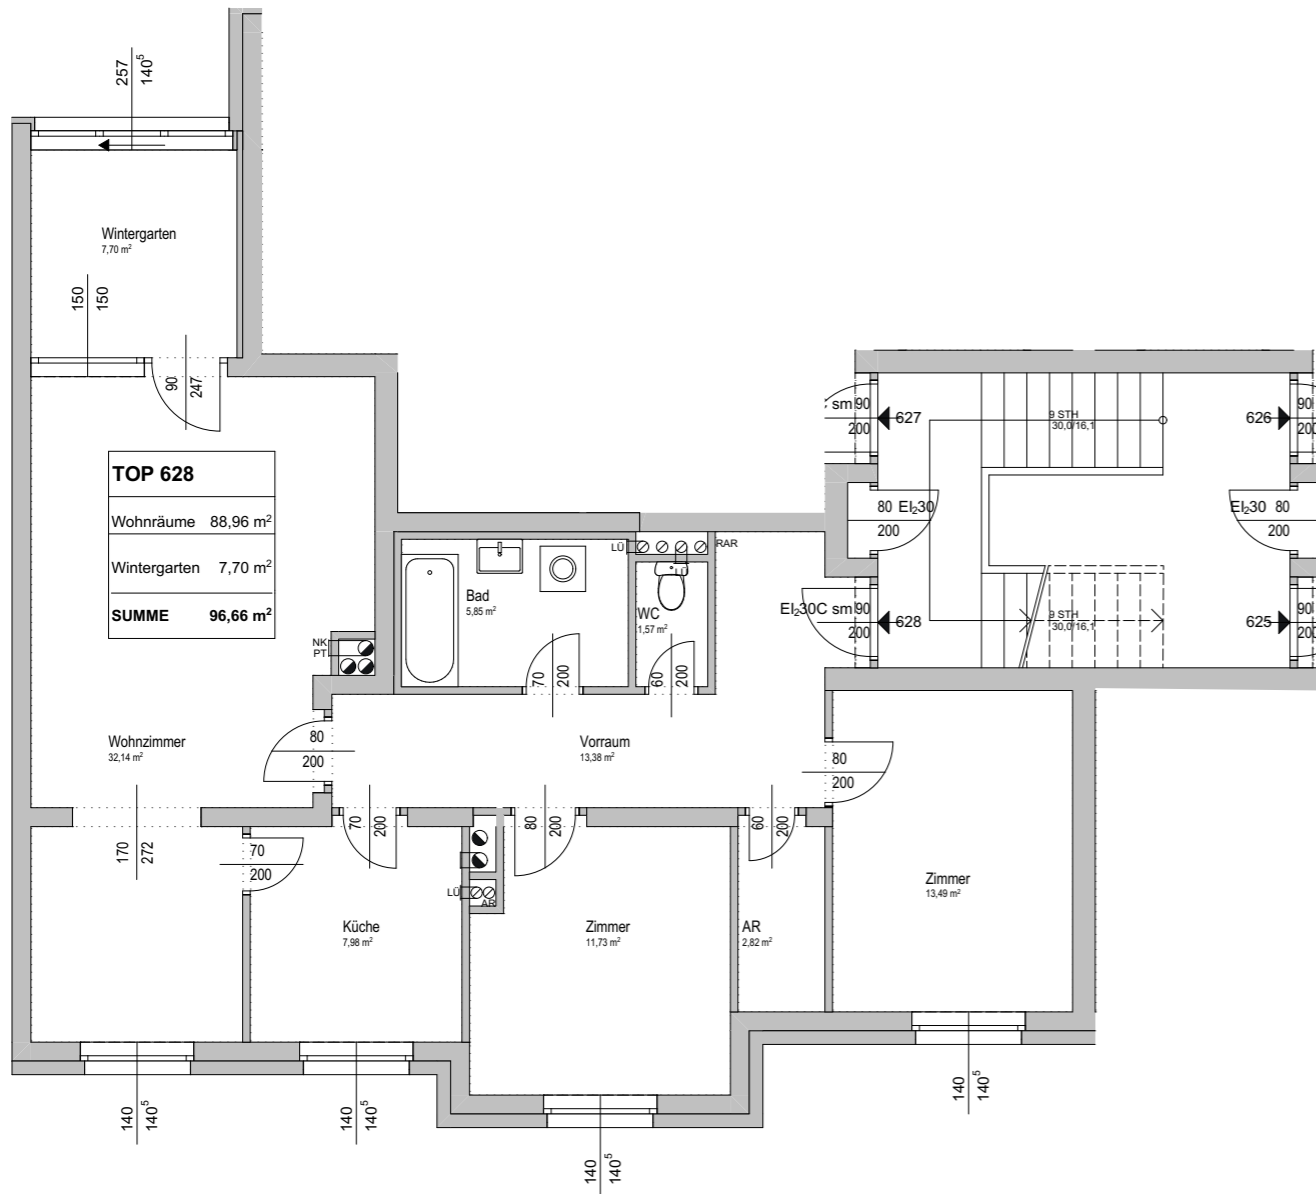 257
140⁵
Wintergarten
7,70 m²
150
150
90
247
TOP 628
Wohnräume 88,96 m²
Wintergarten 7,70 m²
SUMME 96,66 m²
NK
PT
LÜ
LÜ
RAR
Bad
5,85 m²
WC
1,57 m²
70
200
60
200
sm 90
200
627
9 STH
30,0/16,1
626
90
200
80 EI₂30
200
EI₂30 80
200
EI₂30C sm 90
200
628
9 STH
30,0/16,1
625
90
200
Wohnzimmer
32,14 m²
80
200
Vorraum
13,38 m²
80
200
170
272
70
200
70
200
80
200
60
200
LÜ
AR
Küche
7,98 m²
Zimmer
11,73 m²
AR
2,82 m²
Zimmer
13,49 m²
140
140⁵
140
140⁵
140
140⁵
140
140⁵